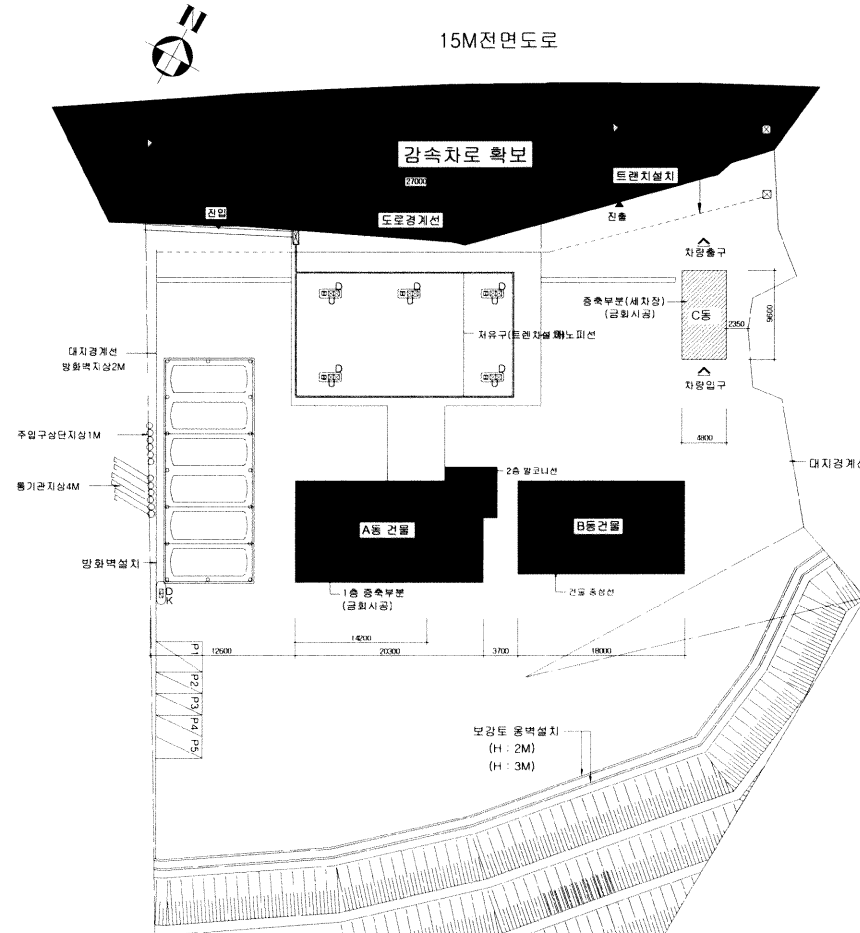 N
15M전면도로
감속차로 확보
27000
트랜치설치
진입
도로경계선
진출
차량출구
D
D
D
증축부분(세차장)
(금회시공)
C동
2350
9600
대지경계선
방화벽지상2M
D
D
차량입구
주입구상단지상1M
4800
2층 발코니선
대지경계선
통기관지상4M
A동 건물
B동건물
방화벽설치
D
K
1층 증축부분
(금회시공)
14200
12600
20300
3700
18000
P1
P2
P3
P4
P5
보강토 옹벽설치
(H : 2M)
(H : 3M)